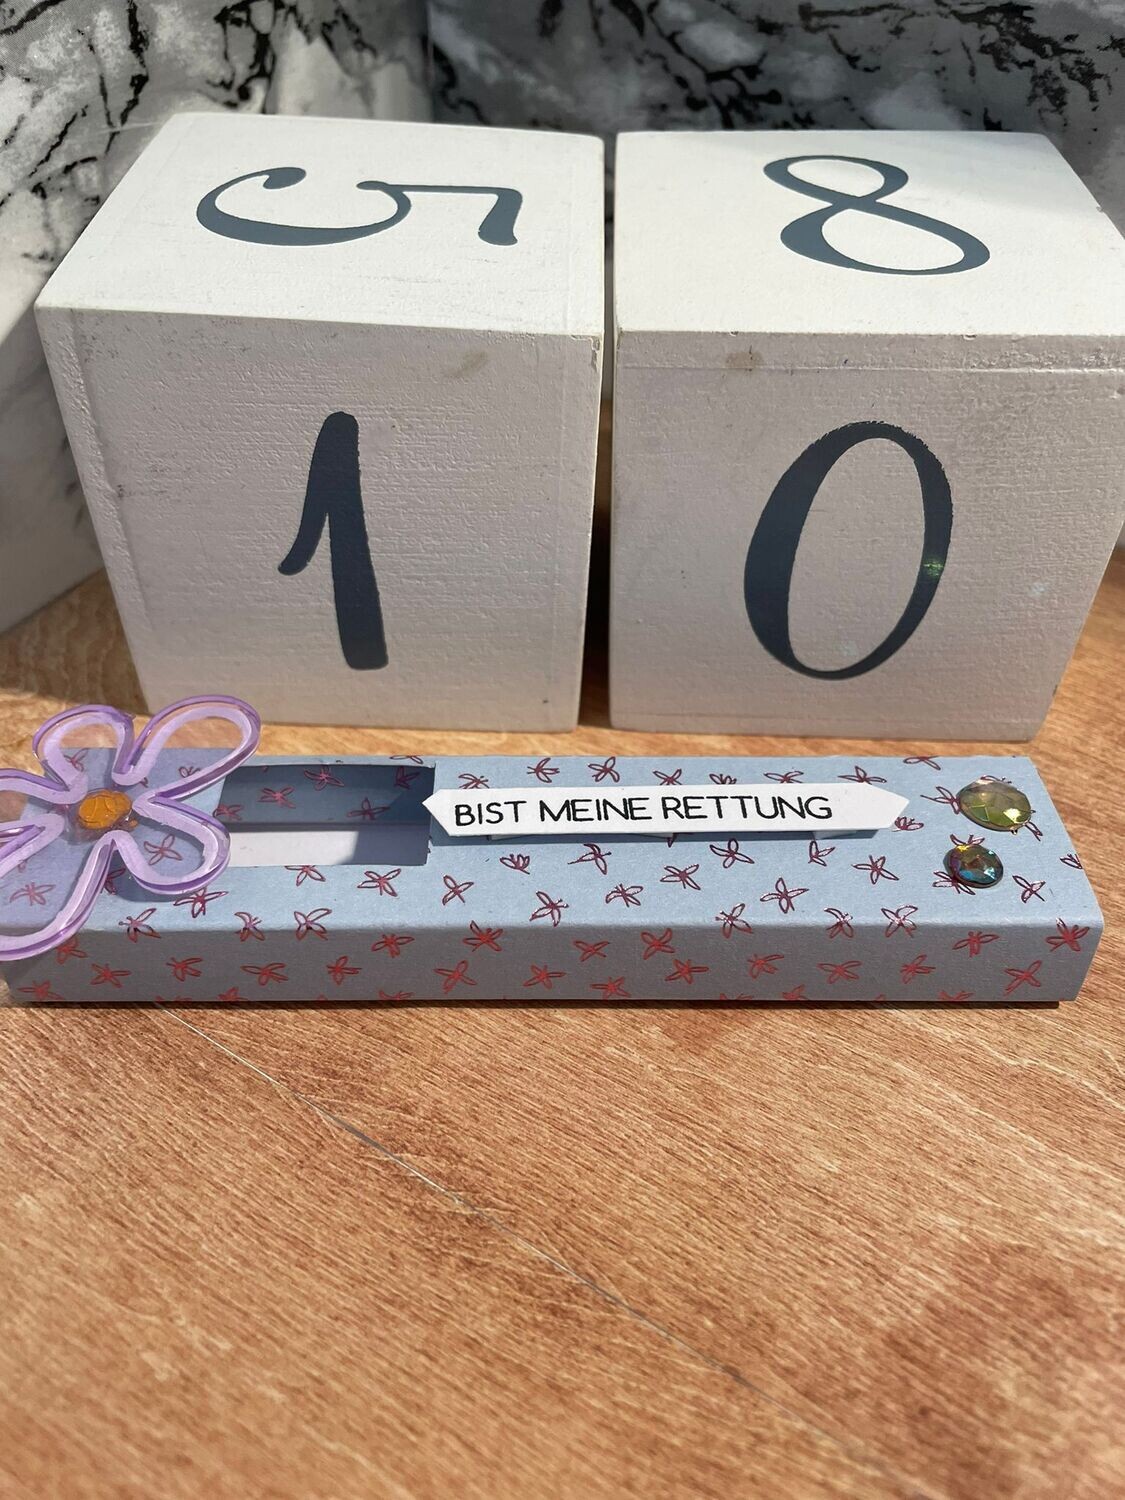 5 8
1 0
BIST MEINE RETTUNG